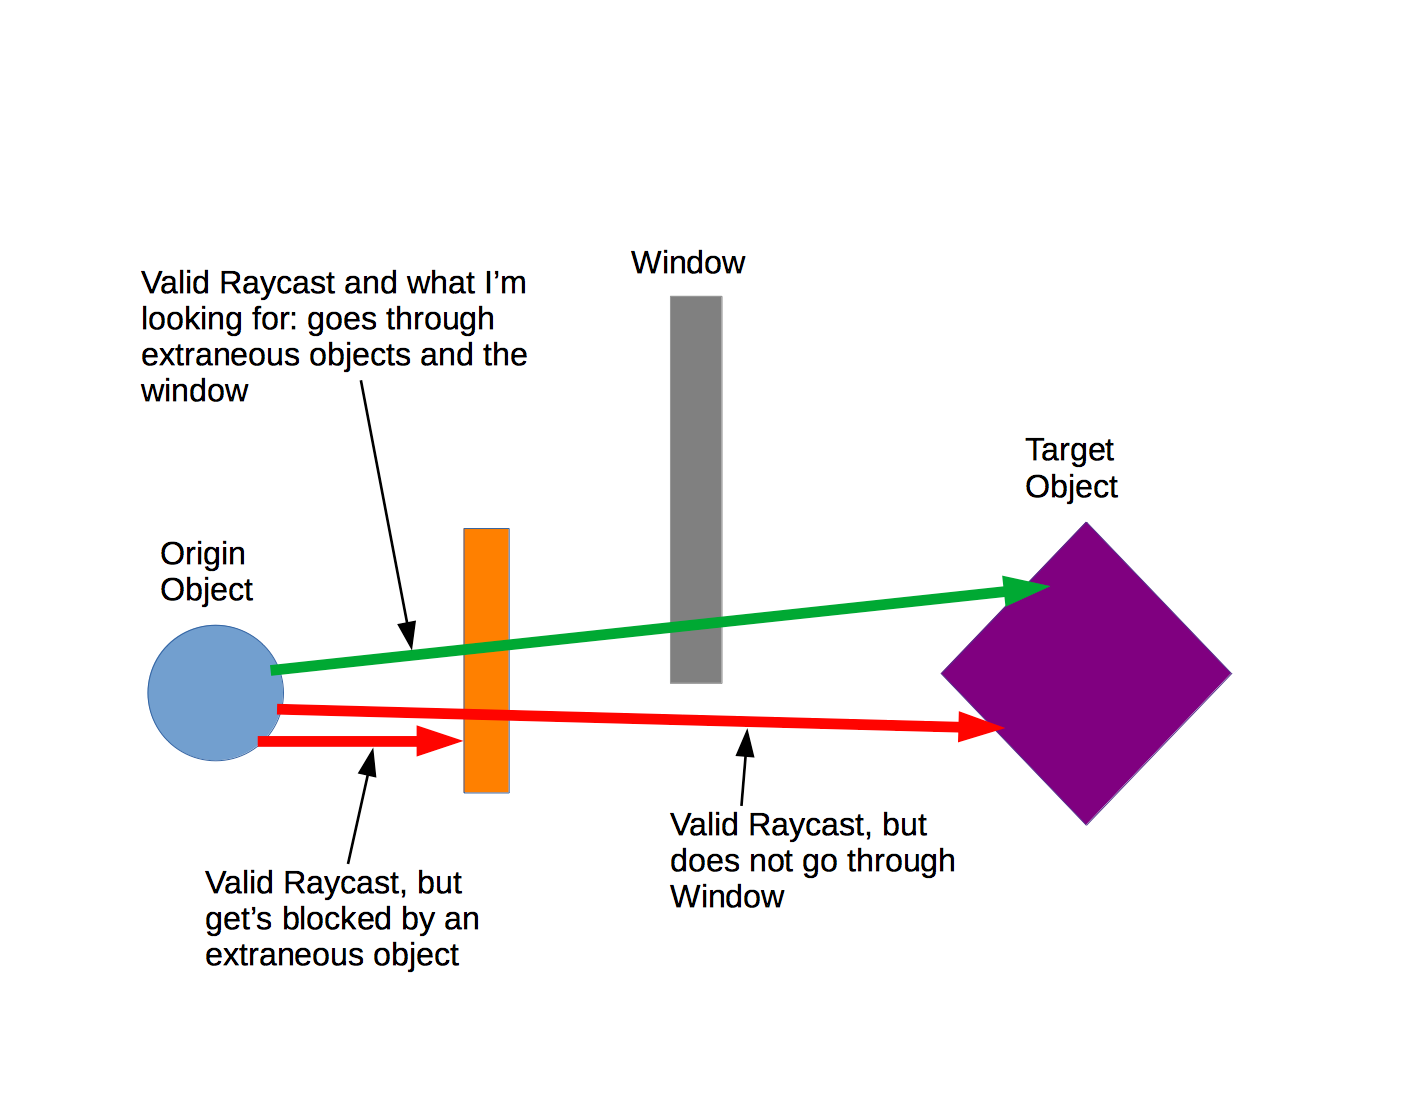 Window
Valid Raycast and what I’m
looking for: goes through
extraneous objects and the
window
Target
Object
Origin
Object
Valid Raycast, but
does not go through
Window
Valid Raycast, but
get’s blocked by an
extraneous object